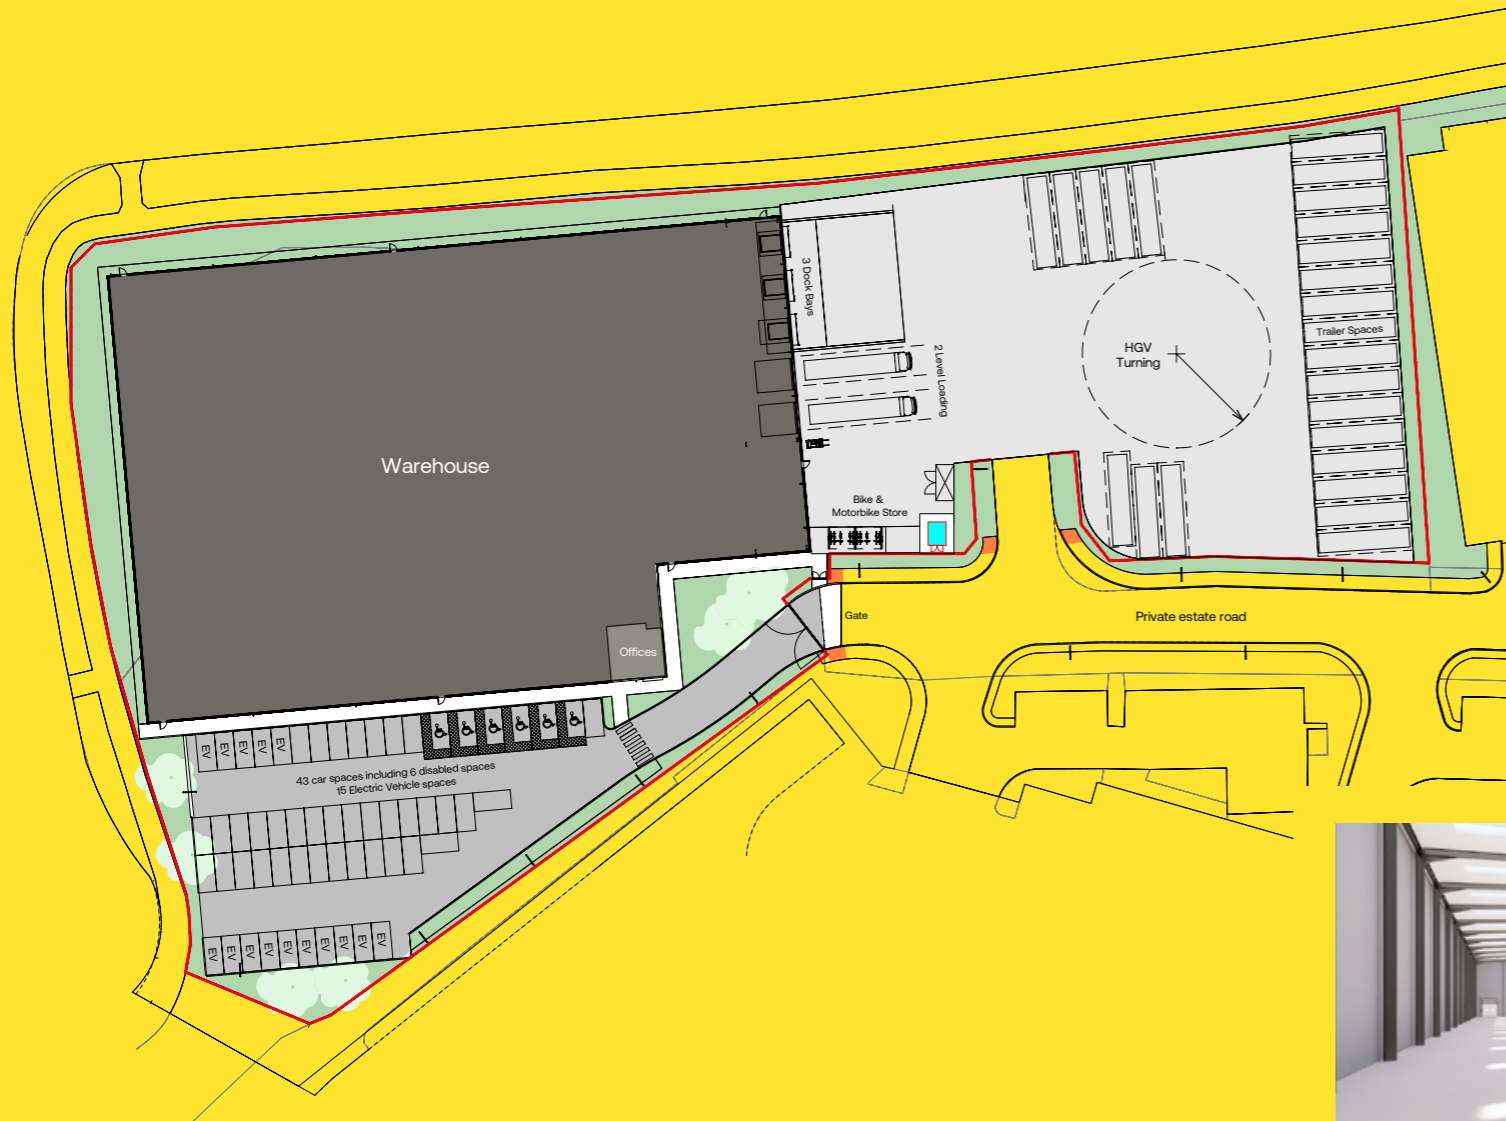 3 Dock Bays
2 Level Loading
HGV
Turning
Trailer Spaces
Warehouse
Bike &
Motorbike Store
Gate
Private estate road
Offices
EV
EV
EV
EV
EV
43 car spaces including 6 disabled spaces
15 Electric Vehicle spaces
EV
EV
EV
EV
EV
EV
EV
EV
EV
EV